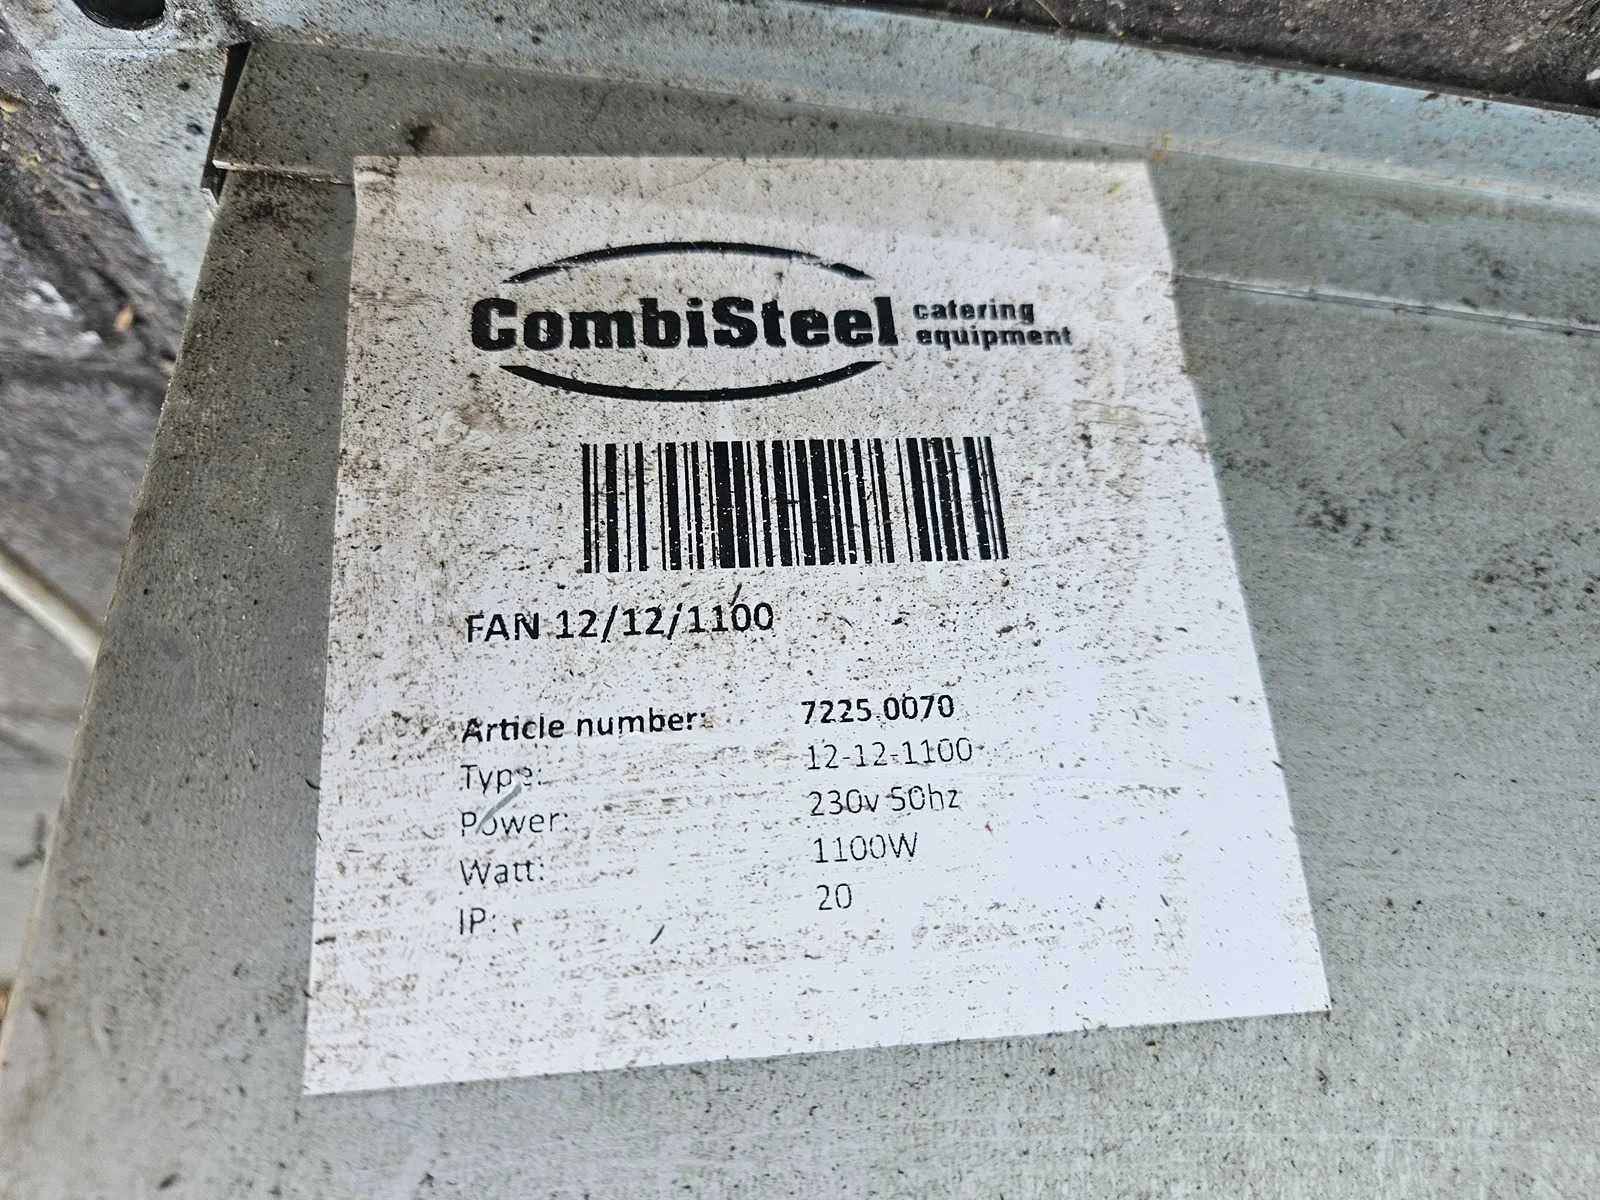 CombiSteel catering equipment
FAN 12/12/1100
Article number: 7225.0070
Type: 12-12-1100
Power: 230v 50hz
Watt: 1100W
IP: 20